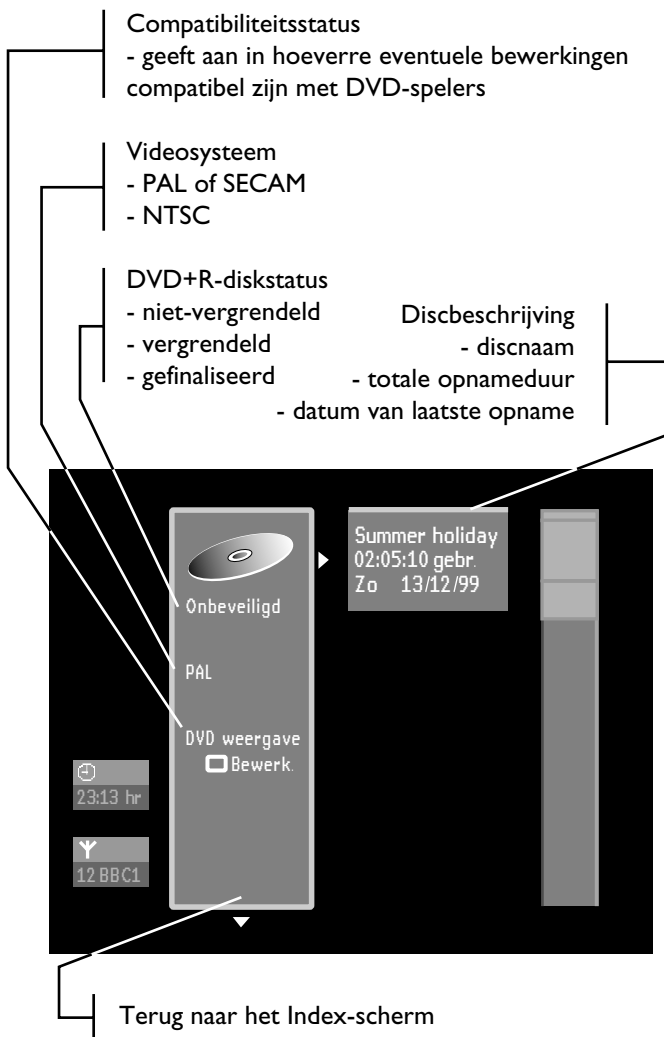 Compatibiliteitsstatus
- geeft aan in hoeverre eventuele bewerkingen
compatibel zijn met DVD-spelers
Videosysteem
- PAL of SECAM
- NTSC
DVD+R-diskstatus
- niet-vergrendeld
- vergrendeld
- gefinaliseerd
Discbeschrijving
- discnaam
- totale opnameduur
- datum van laatste opname
Summer holiday
02:05:10 gebr.
Zo 13/12/99
Onbeveiligd
PAL
DVD weergave
Bewerk.
23:13 hr
12 BBC1
Terug naar het Index-scherm